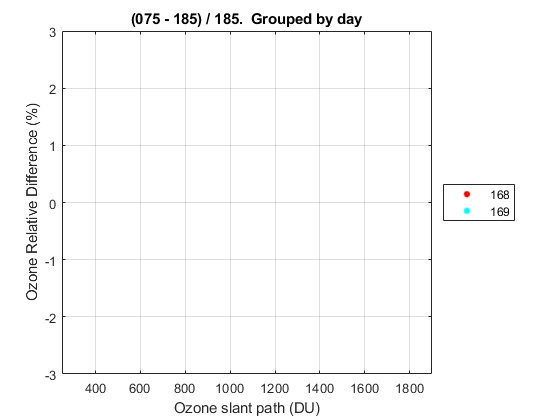 (075 - 185) / 185.  Grouped by day
3
2
1
0
-1
-2
-3
Ozone Relative Difference (%)
400 600 800 1000 1200 1400 1600 1800
Ozone slant path (DU)
168
169